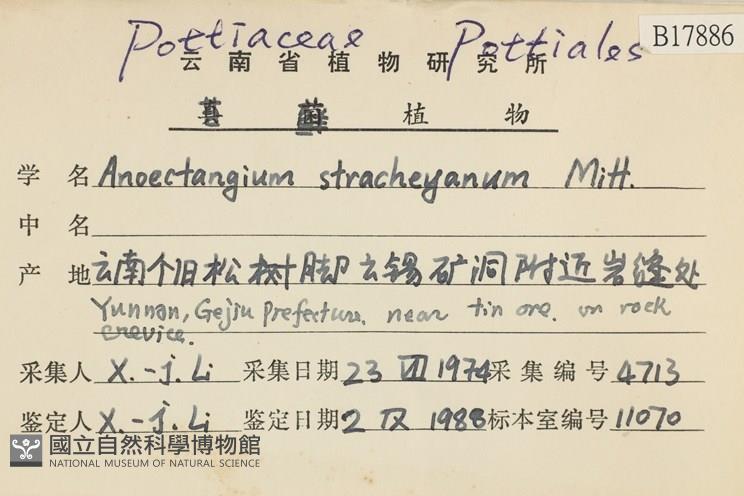 Pottiaceae Pottiales
B17886
云南省植物研究所
植物
学名 Anoectangium stracheyanum Mitt.
中名
产地 云南个旧松树脚云锡矿洞附近岩缝处
Yunnan, Gejiu Prefecture, near tin ore, on rock
crevice.
采集人 X.-j. Li 采集日期 23 VII 1974 采集编号 4713
鉴定人 X.-j. Li 鉴定日期 2 IX 1988 标本室编号 11070
國立自然科學博物館
NATIONAL MUSEUM OF NATURAL SCIENCE